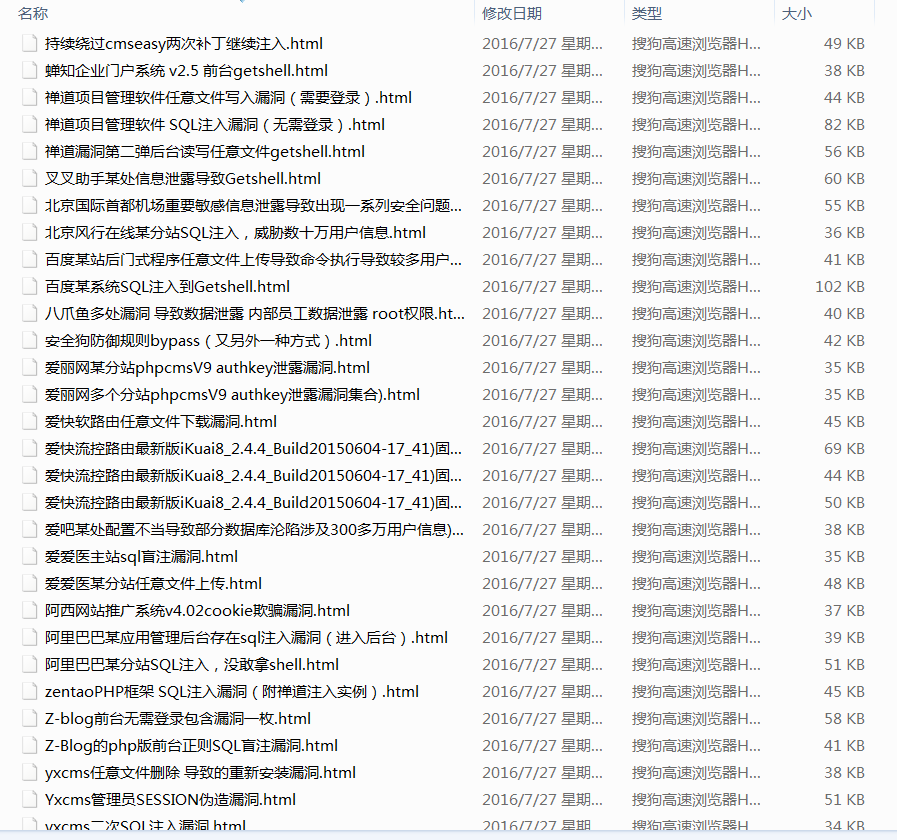 名称 修改日期 类型 大小
持续绕过cmseasy两次补丁继续注入.html 2016/7/27 星期... 搜狗高速浏览器H... 49 KB
蝉知企业门户系统 v2.5 前台getshell.html 2016/7/27 星期... 搜狗高速浏览器H... 38 KB
禅道项目管理软件任意文件写入漏洞（需要登录）.html 2016/7/27 星期... 搜狗高速浏览器H... 44 KB
禅道项目管理软件 SQL注入漏洞（无需登录）.html 2016/7/27 星期... 搜狗高速浏览器H... 82 KB
禅道漏洞第二弹后台读写任意文件getshell.html 2016/7/27 星期... 搜狗高速浏览器H... 56 KB
叉叉助手某处信息泄露导致Getshell.html 2016/7/27 星期... 搜狗高速浏览器H... 60 KB
北京国际首都机场重要敏感信息泄露导致出现一系列安全问题... 2016/7/27 星期... 搜狗高速浏览器H... 55 KB
北京风行在线某分站SQL注入，威胁数十万用户信息.html 2016/7/27 星期... 搜狗高速浏览器H... 36 KB
百度某站后门式程序任意文件上传导致命令执行导致较多用户... 2016/7/27 星期... 搜狗高速浏览器H... 41 KB
百度某系统SQL注入到Getshell.html 2016/7/27 星期... 搜狗高速浏览器H... 102 KB
八爪鱼多处漏洞 导致数据泄露 内部员工数据泄露 root权限.ht... 2016/7/27 星期... 搜狗高速浏览器H... 40 KB
安全狗防御规则bypass（又另外一种方式）.html 2016/7/27 星期... 搜狗高速浏览器H... 42 KB
爱丽网某分站phpcmsV9 authkey泄露漏洞.html 2016/7/27 星期... 搜狗高速浏览器H... 35 KB
爱丽网多个分站phpcmsV9 authkey泄露漏洞集合).html 2016/7/27 星期... 搜狗高速浏览器H... 35 KB
爱快软路由任意文件下载漏洞.html 2016/7/27 星期... 搜狗高速浏览器H... 45 KB
爱快流控路由最新版iKuai8_2.4.4_Build20150604-17_41)固... 2016/7/27 星期... 搜狗高速浏览器H... 69 KB
爱快流控路由最新版iKuai8_2.4.4_Build20150604-17_41)固... 2016/7/27 星期... 搜狗高速浏览器H... 44 KB
爱快流控路由最新版iKuai8_2.4.4_Build20150604-17_41)固... 2016/7/27 星期... 搜狗高速浏览器H... 50 KB
爱吧某处配置不当导致部分数据库沦陷涉及300多万用户信息)... 2016/7/27 星期... 搜狗高速浏览器H... 38 KB
爱爱医主站sql盲注漏洞.html 2016/7/27 星期... 搜狗高速浏览器H... 35 KB
爱爱医某分站任意文件上传.html 2016/7/27 星期... 搜狗高速浏览器H... 48 KB
阿西网站推广系统v4.02cookie欺骗漏洞.html 2016/7/27 星期... 搜狗高速浏览器H... 37 KB
阿里巴巴某应用管理后台存在sql注入漏洞（进入后台）.html 2016/7/27 星期... 搜狗高速浏览器H... 39 KB
阿里巴巴某分站SQL注入，没敢拿shell.html 2016/7/27 星期... 搜狗高速浏览器H... 51 KB
zentaoPHP框架 SQL注入漏洞（附禅道注入实例）.html 2016/7/27 星期... 搜狗高速浏览器H... 45 KB
Z-blog前台无需登录包含漏洞一枚.html 2016/7/27 星期... 搜狗高速浏览器H... 58 KB
Z-Blog的php版前台正则SQL盲注漏洞.html 2016/7/27 星期... 搜狗高速浏览器H... 41 KB
yxcms任意文件删除 导致的重新安装漏洞.html 2016/7/27 星期... 搜狗高速浏览器H... 38 KB
Yxcms管理员SESSION伪造漏洞.html 2016/7/27 星期... 搜狗高速浏览器H... 51 KB
yxcms二次SQL注入漏洞.html 2016/7/27 星期... 搜狗高速浏览器H... 34 KB